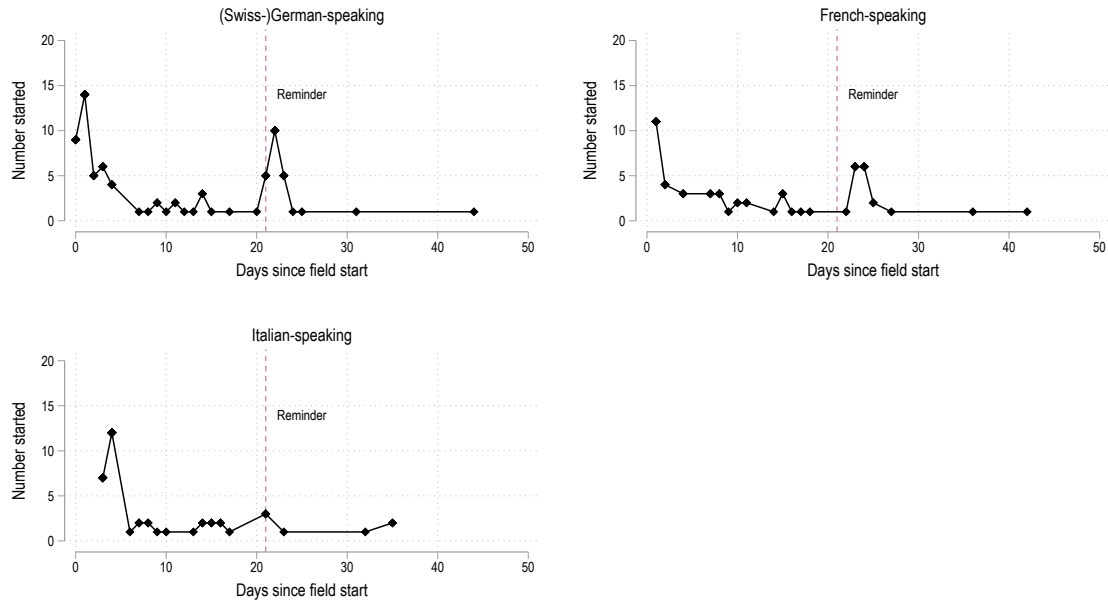 (Swiss-)German-speaking
20
15
10
5
0
Number started
Reminder
0 10 20 30 40 50
Days since field start
French-speaking
20
15
10
5
0
Number started
Reminder
0 10 20 30 40 50
Days since field start
Italian-speaking
20
15
10
5
0
Number started
Reminder
0 10 20 30 40 50
Days since field start